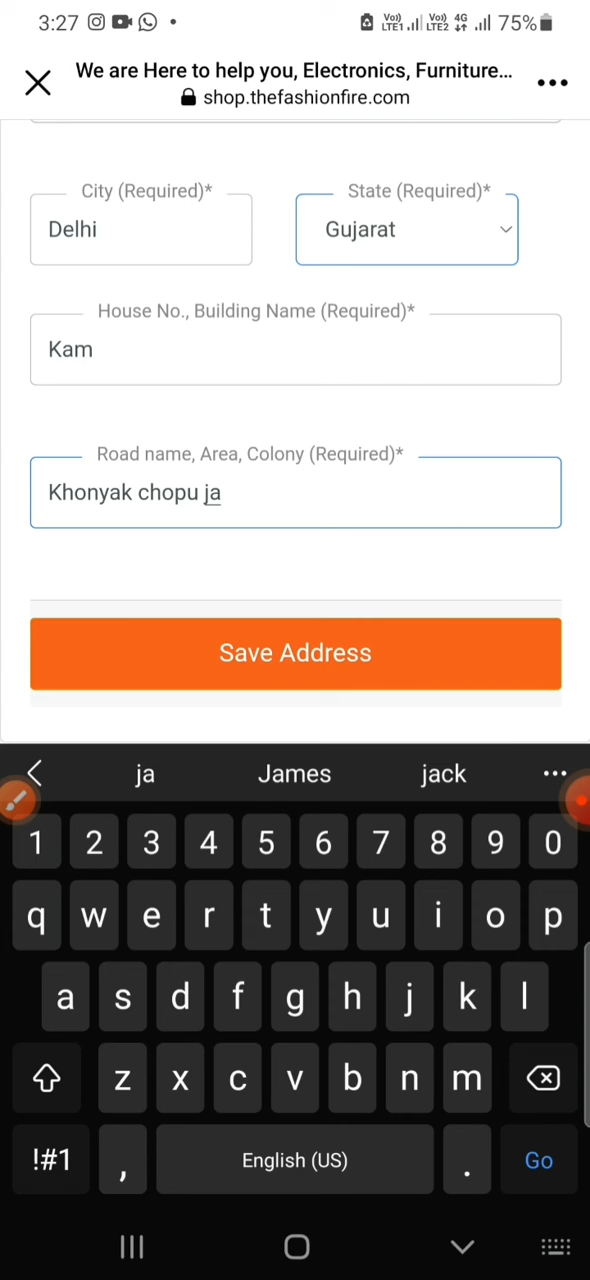 3:27 • Vo)) LTE1 Vo)) LTE2 4G 75%
We are Here to help you, Electronics, Furniture...
shop.thefashionfire.com
City (Required)* State (Required)*
Delhi Gujarat
House No., Building Name (Required)*
Kam
Road name, Area, Colony (Required)*
Khonyak chopu ja
Save Address
ja James jack
1 2 3 4 5 6 7 8 9 0
q w e r t y u i o p
a s d f g h j k l
z x c v b n m
!#1 , English (US) . Go